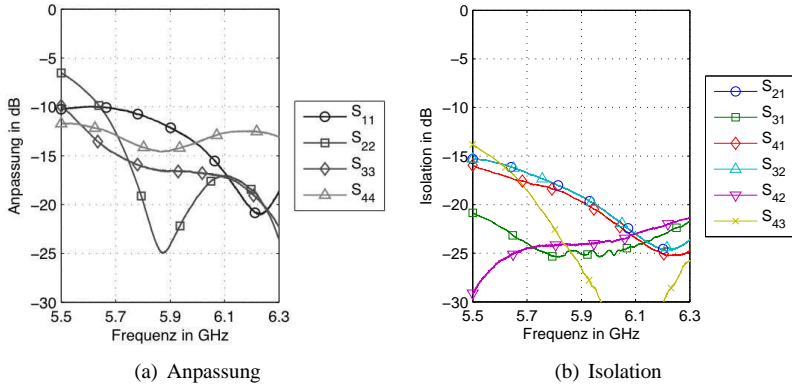 0
−5
−10
−15
−20
−25
−30
Anpassung in dB
5.5 5.7 5.9 6.1 6.3
Frequenz in GHz
S11
S22
S33
S44
(a) Anpassung
0
−5
−10
−15
−20
−25
−30
Isolation in dB
5.5 5.7 5.9 6.1 6.3
Frequenz in GHz
S21
S31
S41
S32
S42
S43
(b) Isolation